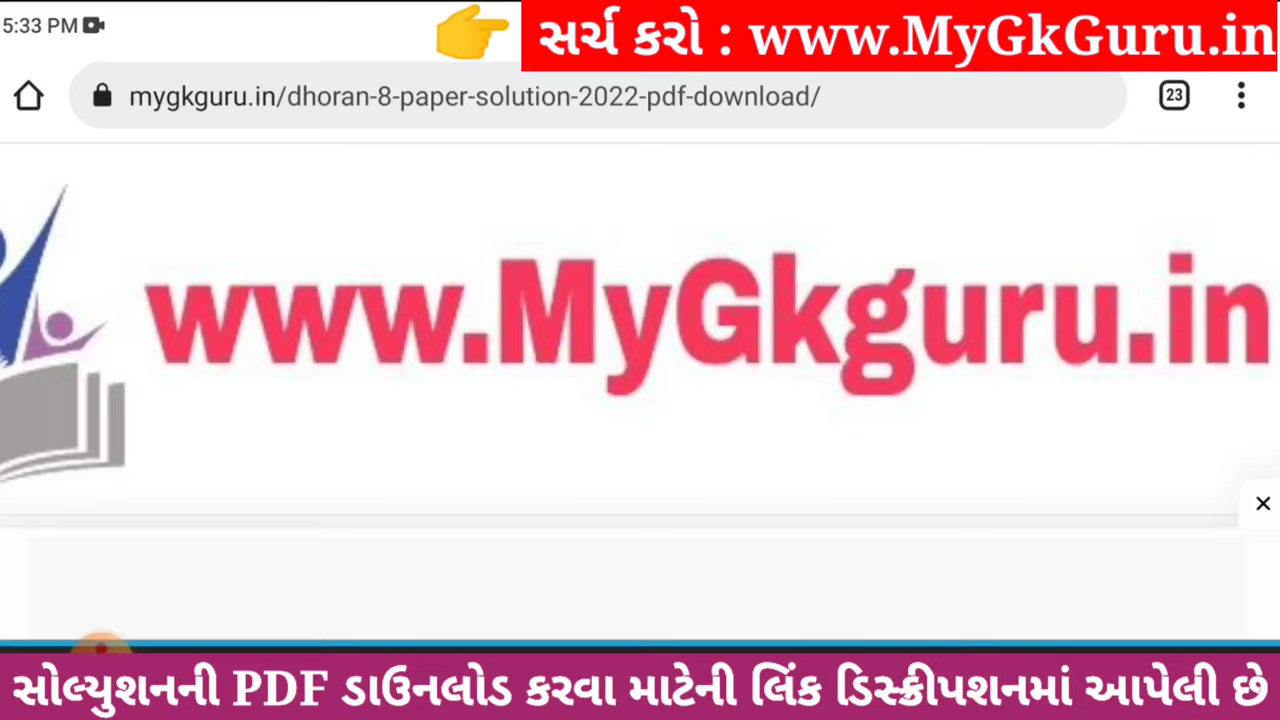 5:33 PM
સર્ચ કરો : www.MyGkGuru.in
mygkguru.in/dhoran-8-paper-solution-2022-pdf-download/
23
www.MyGkguru.in
સોલ્યુશનની PDF ડાઉનલોડ કરવા માટેની લિંક ડિસ્ક્રીપશનમાં આપેલી છે